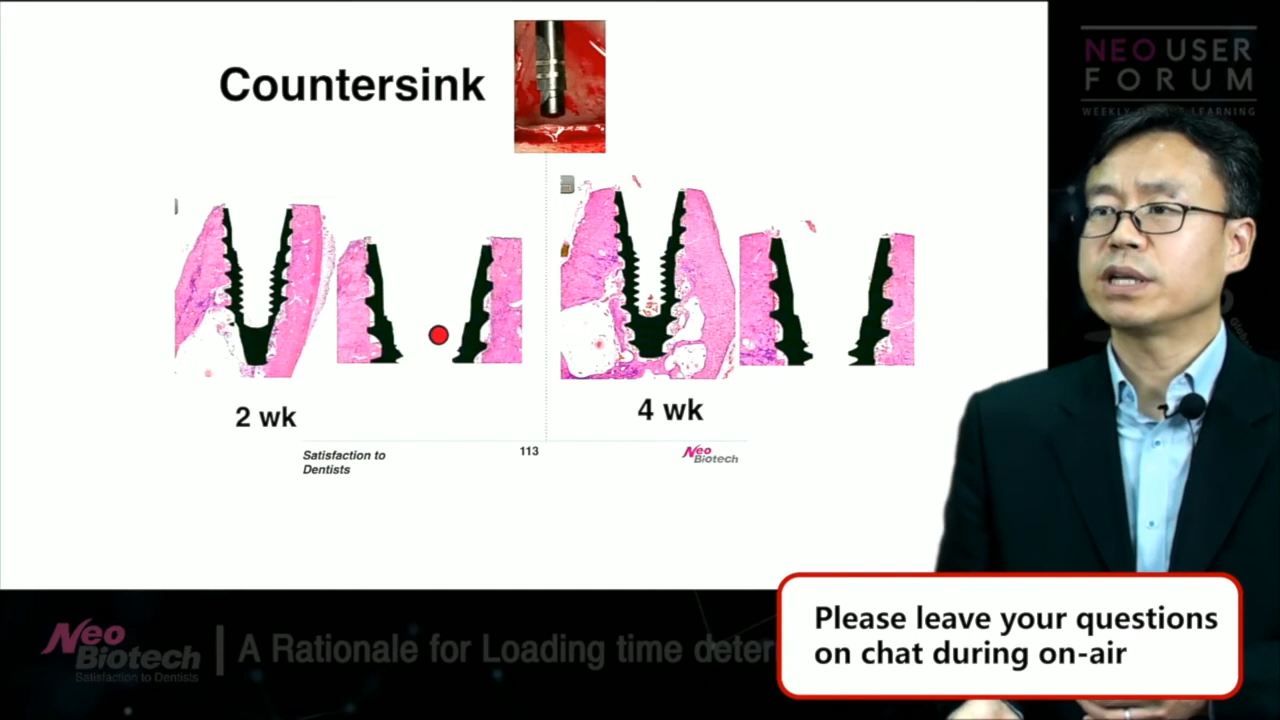 Countersink
2 wk
4 wk
Satisfaction to
Dentists
113
Neo
Biotech
NEO USER
FORUM
Neo
Biotech
Satisfaction to Dentists
A Rationale for Loading time deter
Please leave your questions
on chat during on-air